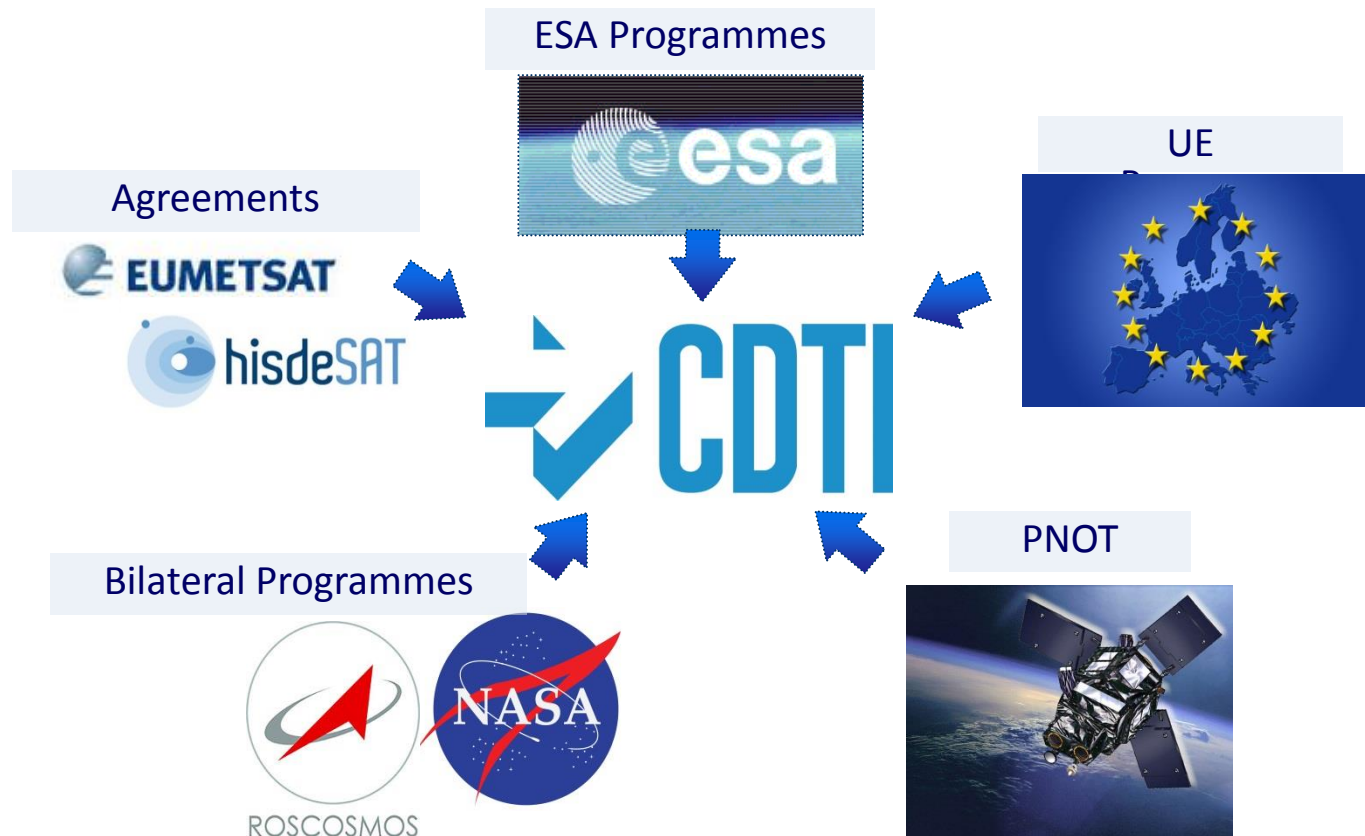 ESA Programmes
esa
UE
Agreements
EUMETSAT
hisdeSAT
CDTI
PNOT
Bilateral Programmes
NASA
ROSCOSMOS